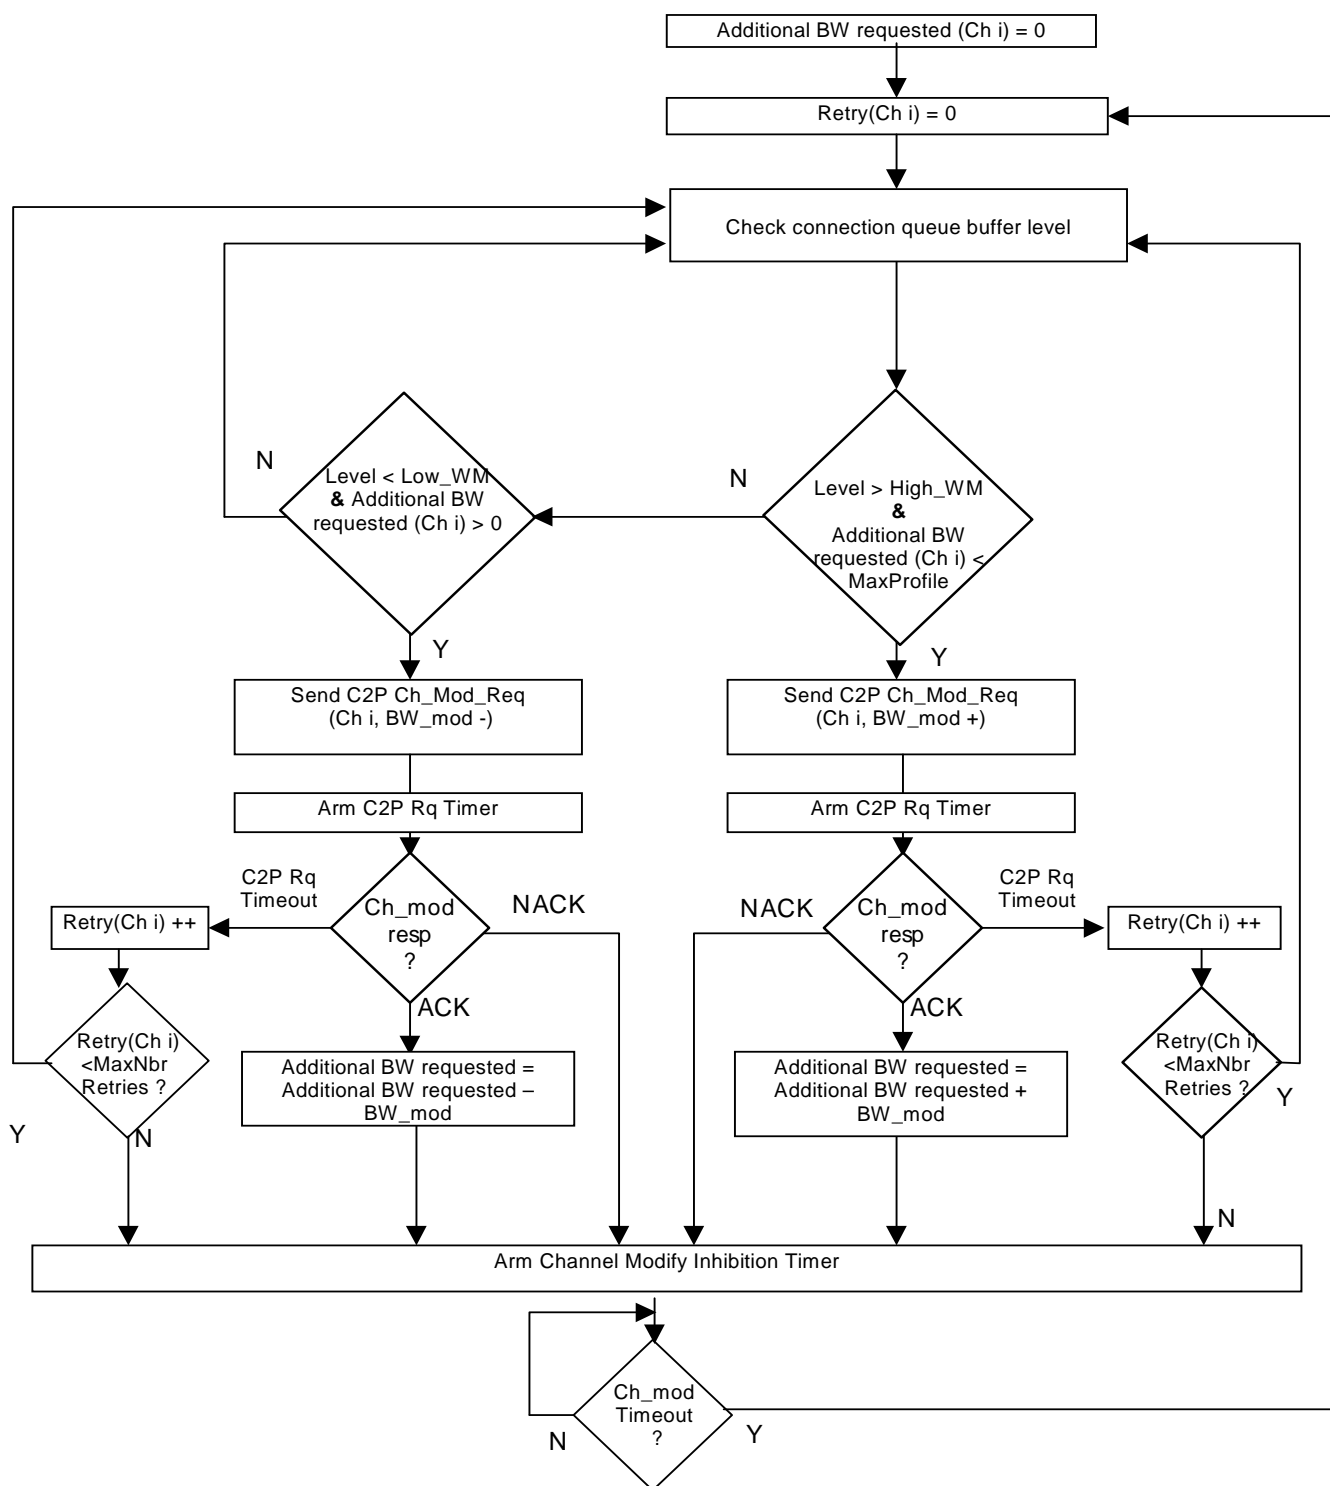 Additional BW requested (Ch i) = 0
Retry(Ch i) = 0
Check connection queue buffer level
N
Level < Low_WM
& Additional BW
requested (Ch i) > 0
N
Level > High_WM
&
Additional BW
requested (Ch i) <
MaxProfile
Y
Y
Send C2P Ch_Mod_Req
(Ch i, BW_mod -)
Send C2P Ch_Mod_Req
(Ch i, BW_mod +)
Arm C2P Rq Timer
Arm C2P Rq Timer
C2P Rq
Timeout
Ch_mod
resp
?
NACK
NACK
Ch_mod
resp
?
C2P Rq
Timeout
Retry(Ch i) ++
Retry(Ch i) ++
ACK
ACK
Retry(Ch i)
<MaxNbr
Retries ?
Additional BW requested =
Additional BW requested –
BW_mod
Additional BW requested =
Additional BW requested +
BW_mod
Retry(Ch i)
<MaxNbr
Retries ?
Y
Y
N
N
Arm Channel Modify Inhibition Timer
Ch_mod
Timeout
?
N
Y